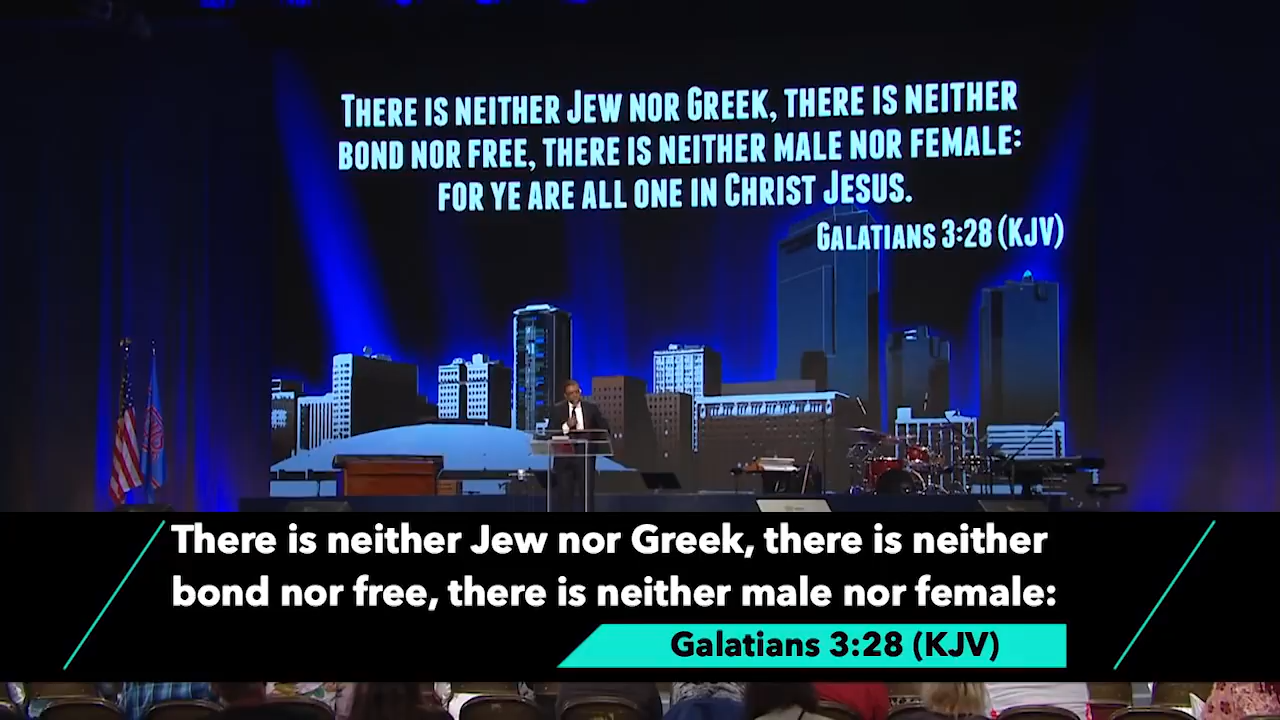 There is neither Jew nor Greek, there is neither
bond nor free, there is neither male nor female:
for ye are all one in Christ Jesus.
Galatians 3:28 (KJV)
There is neither Jew nor Greek, there is neither
bond nor free, there is neither male nor female:
Galatians 3:28 (KJV)